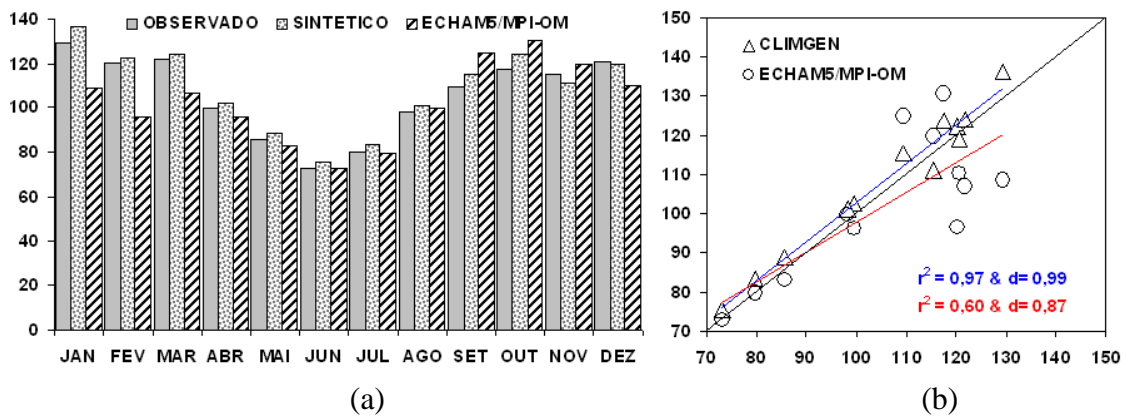 OBSERVADO SINTETICO ECHAM5/MPI-OM
140
120
100
80
60
40
20
0
JAN FEV MAR ABR MAI JUN JUL AGO SET OUT NOV DEZ
(a)
CLIMGEN
ECHAM5/MPI-OM
150
140
130
120
110
100
90
80
70
r² = 0,97 & d= 0,99
r² = 0,60 & d= 0,87
70 80 90 100 110 120 130 140 150
(b)